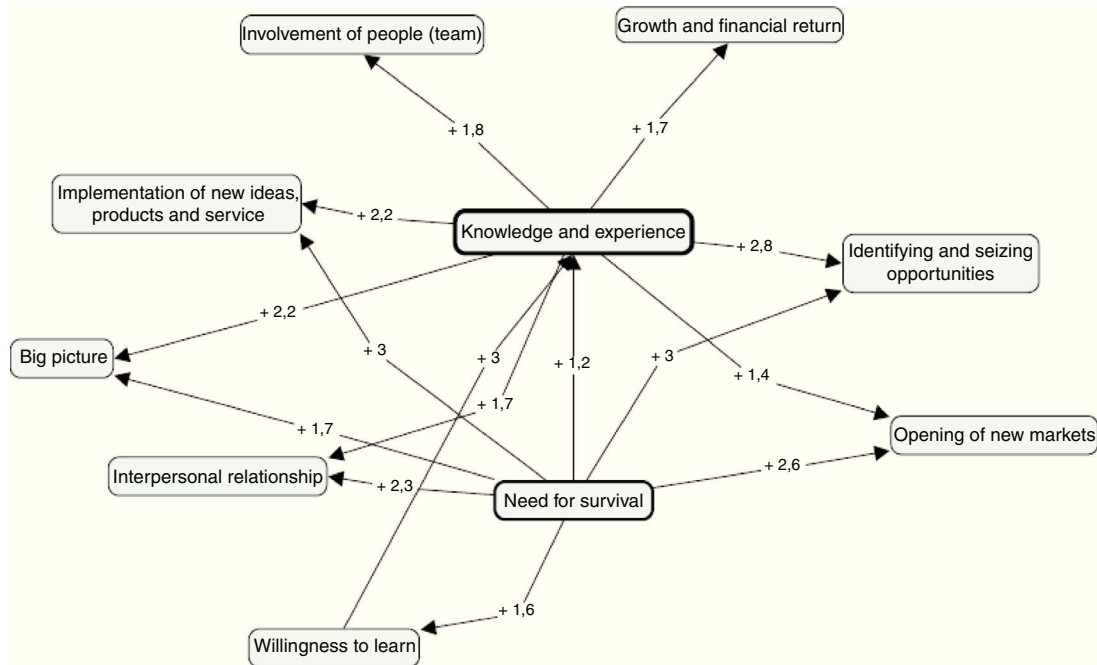 Growth and financial return
Involvement of people (team)
+ 1,8
+ 1,7
Implementation of new ideas,
products and service
+ 2,2
Knowledge and experience
+ 2,8
Identifying and seizing
opportunities
+ 2,2
+ 3
Big picture
+ 3
+ 1,2
+ 3
+ 1,4
+ 1,7
+ 1,7
Opening of new markets
Interpersonal relationship
+ 2,3
Need for survival
+ 2,6
+ 1,6
Willingness to learn